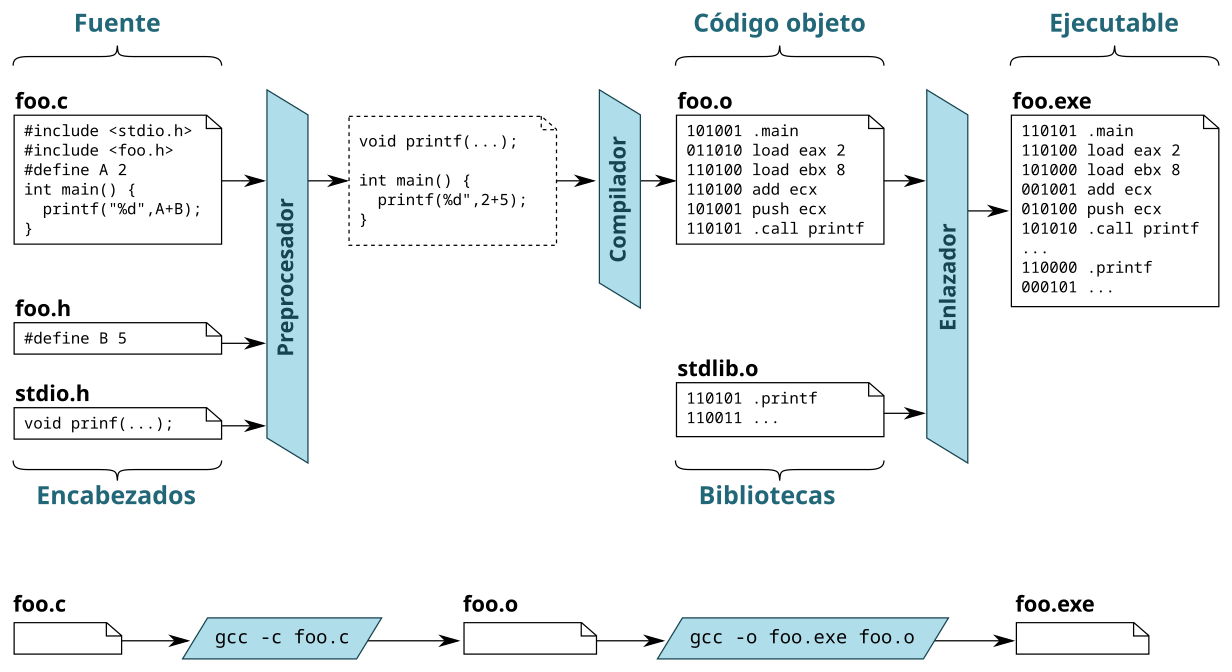 Fuente
foo.c
#include <stdio.h>
#include <foo.h>
#define A 2
int main() {
  printf("%d",A+B);
}
foo.h
#define B 5
stdio.h
void prinf(...);
Encabezados
Preprocesador
void printf(...);
int main() {
  printf(%d",2+5);
}
Compilador
Código objeto
foo.o
101001 .main
011010 load eax 2
110100 load ebx 8
110100 add ecx
101001 push ecx
110101 .call printf
stdlib.o
110101 .printf
110011 ...
Bibliotecas
Enlazador
Ejecutable
foo.exe
110101 .main
110100 load eax 2
101000 load ebx 8
001001 add ecx
010100 push ecx
101010 .call printf
...
110000 .printf
000101 ...
foo.c
gcc -c foo.c
foo.o
gcc -o foo.exe foo.o
foo.exe